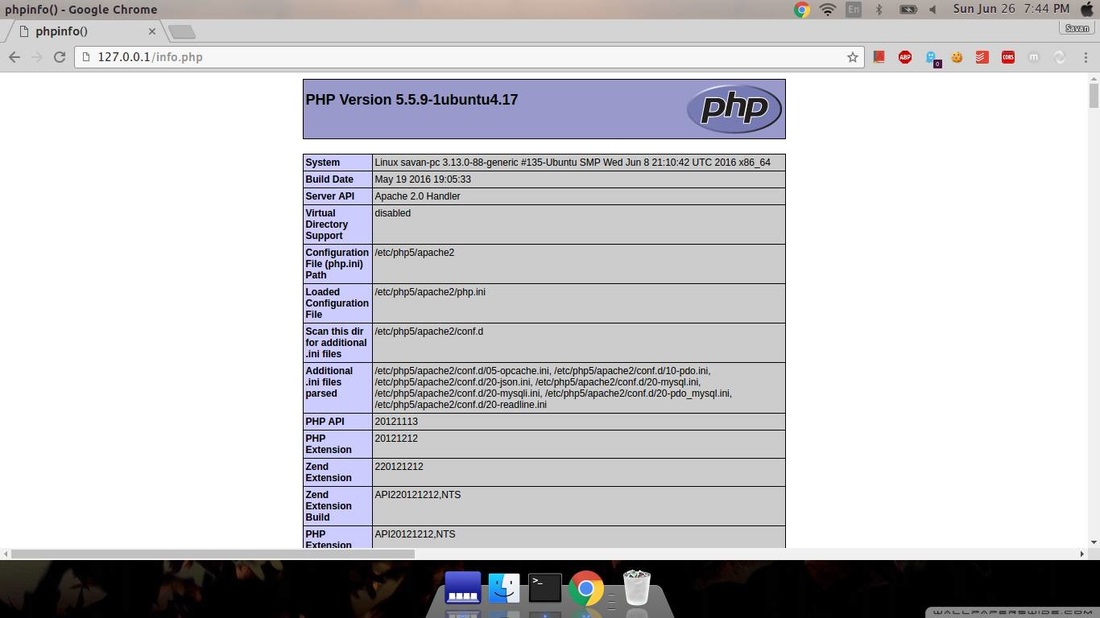 phpinfo() - Google Chrome
En
Sun Jun 26 7:44 PM
phpinfo()
Savan
127.0.0.1/info.php
ABP
0
CORS
m
PHP Version 5.5.9-1ubuntu4.17
php
System Linux savan-pc 3.13.0-88-generic #135-Ubuntu SMP Wed Jun 8 21:10:42 UTC 2016 x86_64
Build Date May 19 2016 19:05:33
Server API Apache 2.0 Handler
Virtual disabled
Directory
Support
Configuration /etc/php5/apache2
File (php.ini)
Path
Loaded /etc/php5/apache2/php.ini
Configuration
File
Scan this dir /etc/php5/apache2/conf.d
for additional
.ini files
Additional /etc/php5/apache2/conf.d/05-opcache.ini, /etc/php5/apache2/conf.d/10-pdo.ini,
.ini files /etc/php5/apache2/conf.d/20-json.ini, /etc/php5/apache2/conf.d/20-mysql.ini,
parsed /etc/php5/apache2/conf.d/20-mysqli.ini, /etc/php5/apache2/conf.d/20-pdo_mysql.ini,
/etc/php5/apache2/conf.d/20-readline.ini
PHP API 20121113
PHP 20121212
Extension
Zend 220121212
Extension
Zend API220121212,NTS
Extension
Build
PHP API20121212,NTS
Extension
>_
WALLPAPERSWIDE.COM